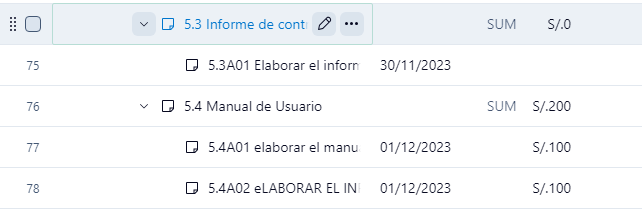 5.3 Informe de cont SUM S/.0
75 5.3A01 Elaborar el inforn 30/11/2023
76 5.4 Manual de Usuario SUM S/.200
77 5.4A01 elaborar el manu 01/12/2023 S/.100
78 5.4A02 eLABORAR EL IN 01/12/2023 S/.100